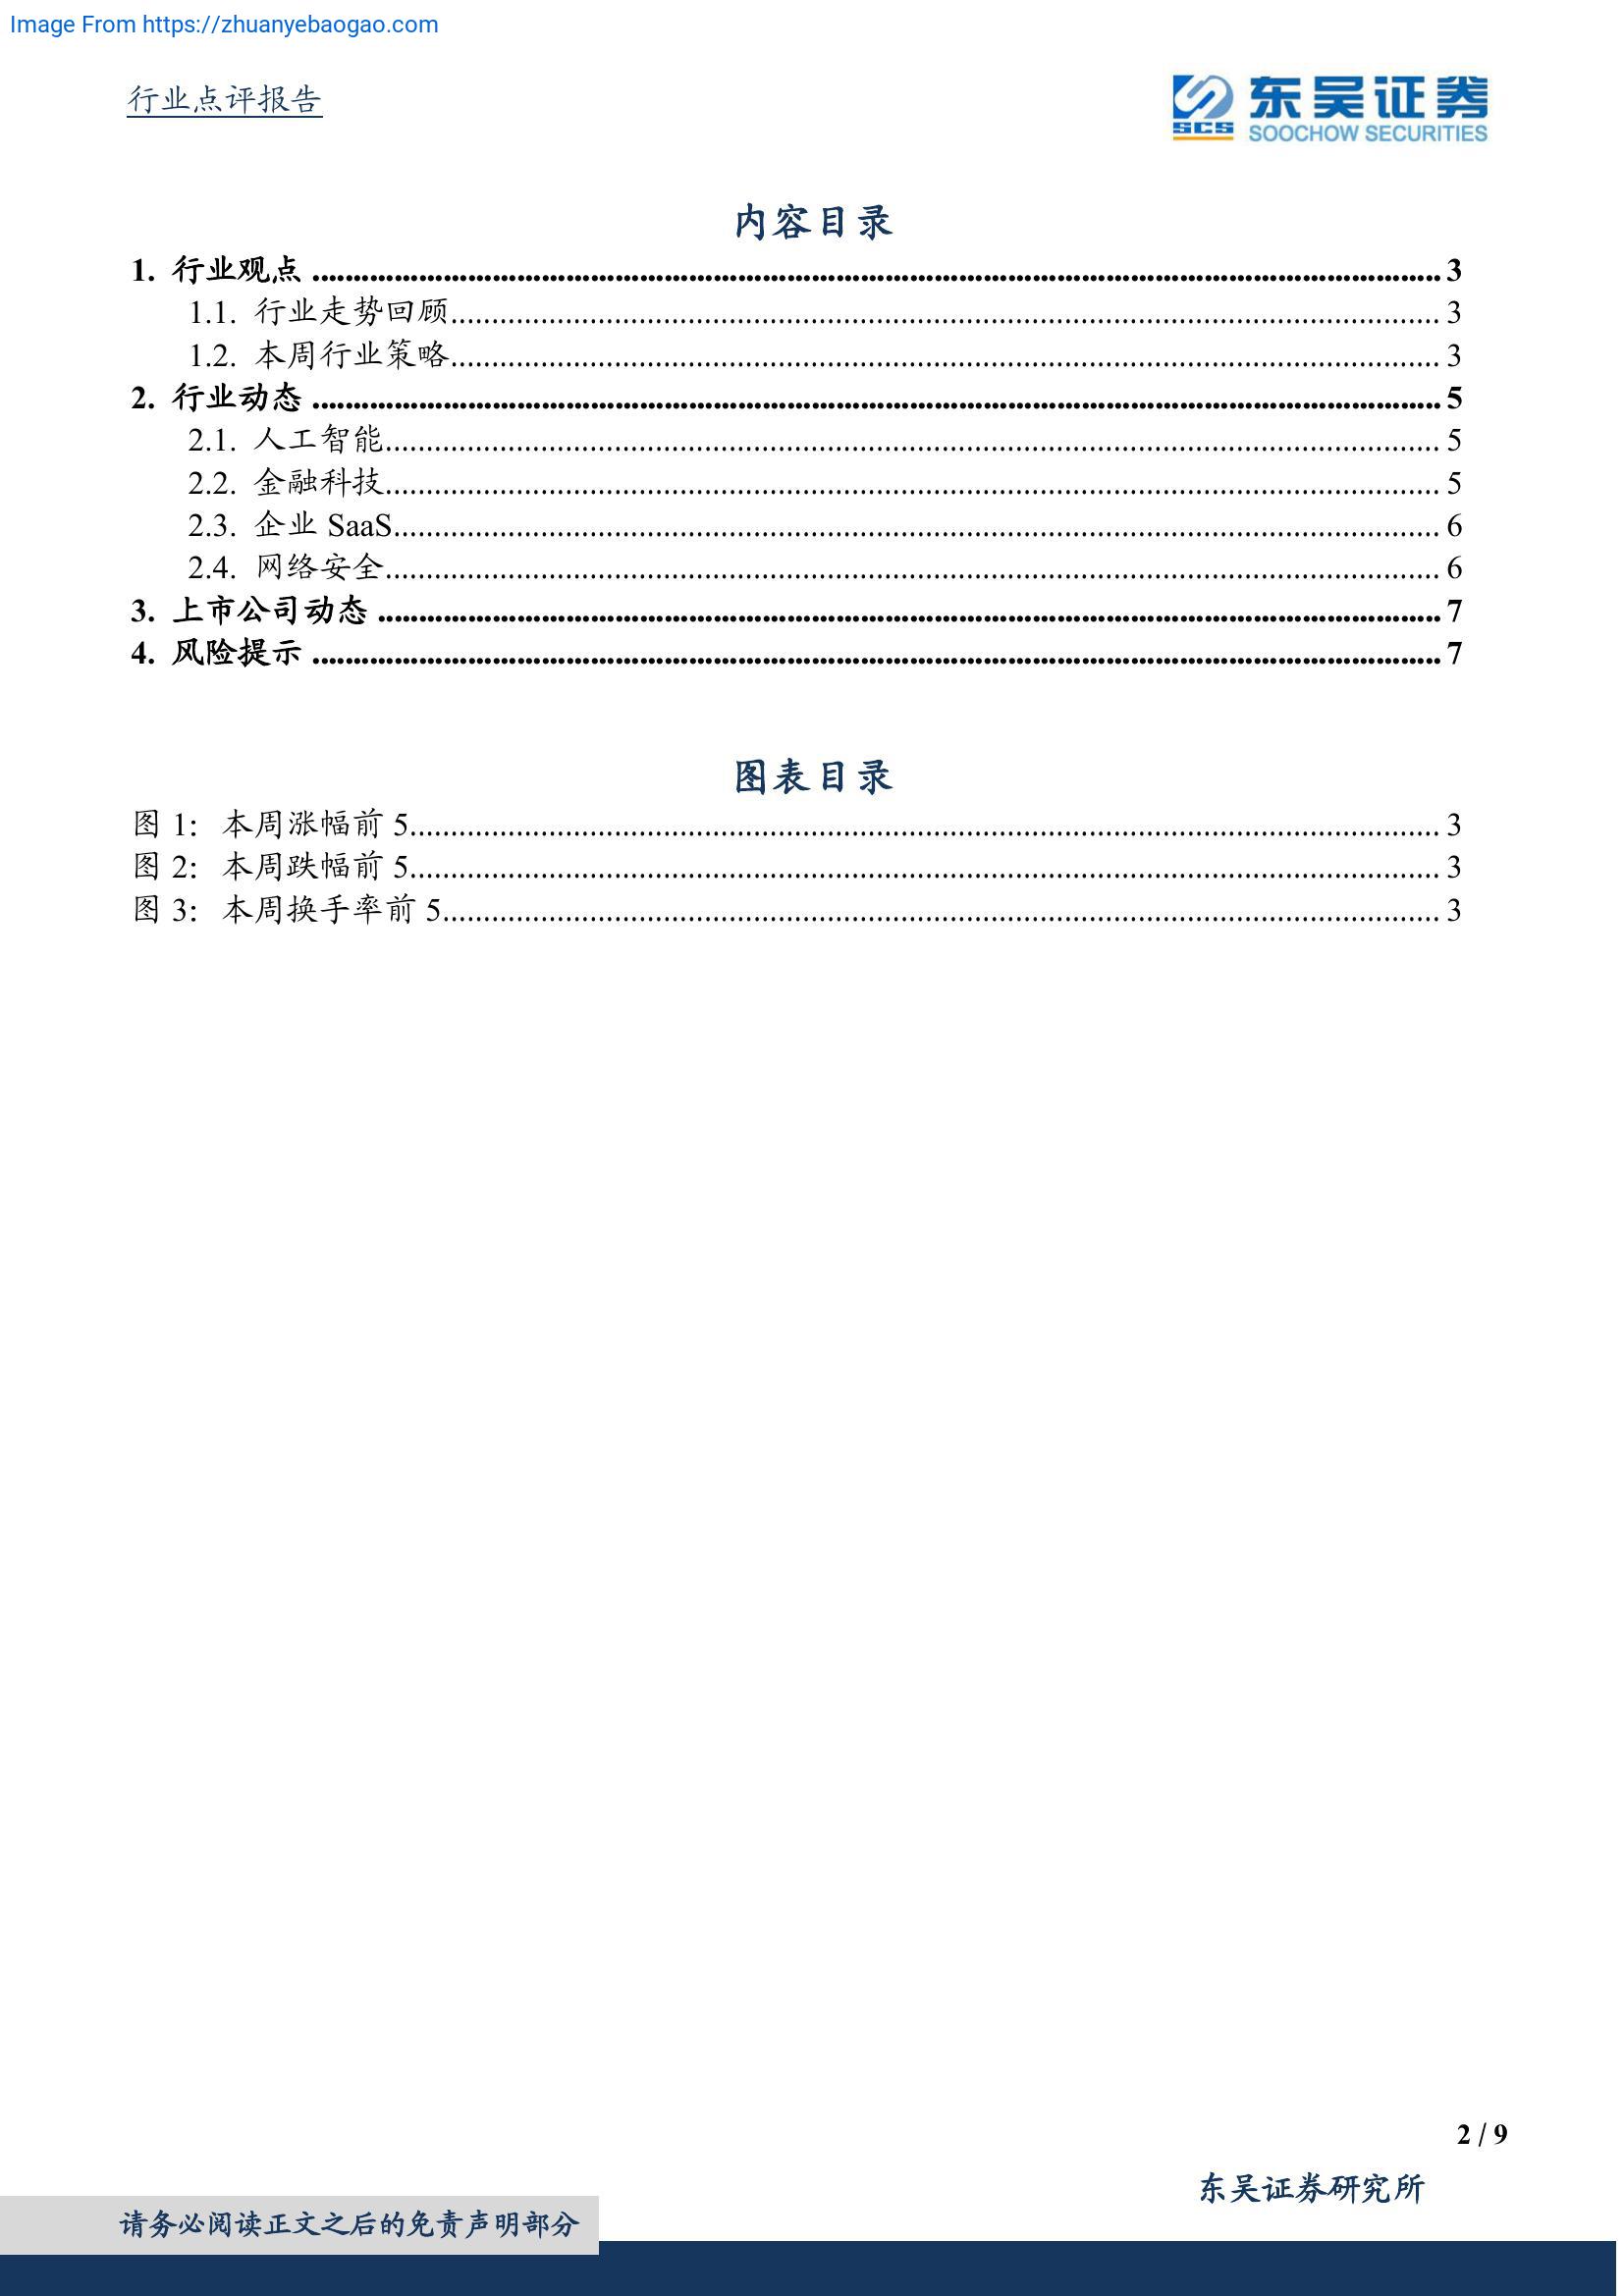 Image From https://zhuanyebaogao.com
行业点评报告
东吴证券
SCS
SOOCHOW SECURITIES
内容目录
1. 行业观点 ........................................ 3
1.1. 行业走势回顾........................................ 3
1.2. 本周行业策略........................................ 3
2. 行业动态 ........................................ 5
2.1. 人工智能........................................ 5
2.2. 金融科技........................................ 5
2.3. 企业 SaaS........................................ 6
2.4. 网络安全........................................ 6
3. 上市公司动态 ........................................ 7
4. 风险提示 ........................................ 7
图表目录
图 1: 本周涨幅前 5........................................ 3
图 2: 本周跌幅前 5........................................ 3
图 3: 本周换手率前 5........................................ 3
2 / 9
东吴证券研究所
请务必阅读正文之后的免责声明部分